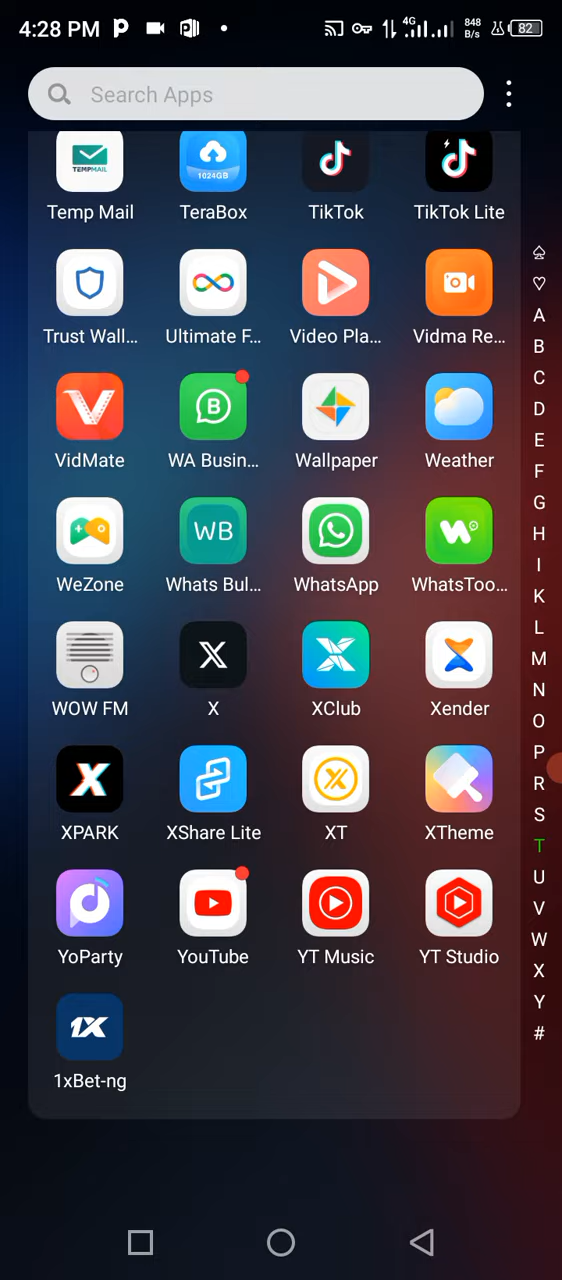 4:28 PM 4G 848 B/s 82
Search Apps
TEMPMAIL 1024GB
Temp Mail TeraBox TikTok TikTok Lite
Trust Wall... Ultimate F... Video Pla... Vidma Re...
B
VidMate WA Busin... Wallpaper Weather
WB
WeZone Whats Bul... WhatsApp WhatsToo...
WOW FM X XClub Xender
X
XPARK XShare Lite XT XTheme
YoParty YouTube YT Music YT Studio
1X
1xBet-ng
A
B
C
D
E
F
G
H
I
K
L
M
N
O
P
R
S
T
U
V
W
X
Y
#